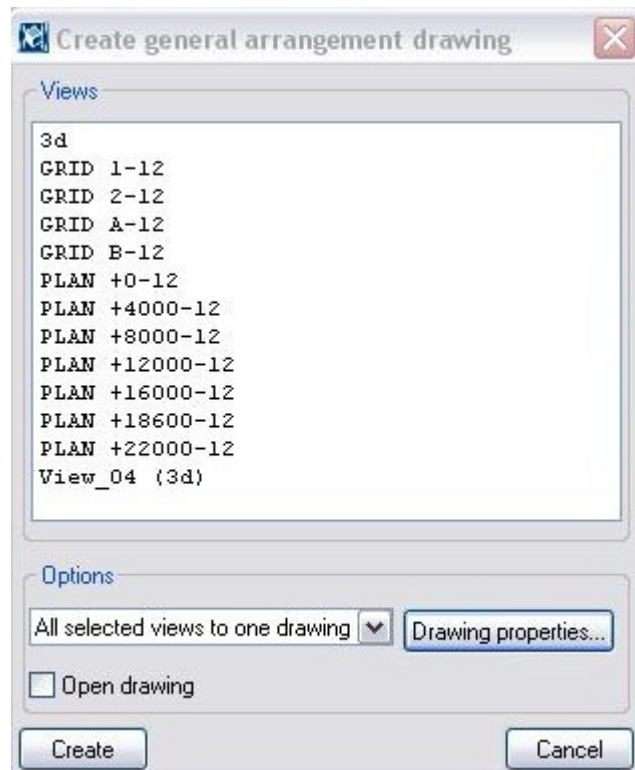 Create general arrangement drawing
Views
3d
GRID 1-12
GRID 2-12
GRID A-12
GRID B-12
PLAN +0-12
PLAN +4000-12
PLAN +8000-12
PLAN +12000-12
PLAN +16000-12
PLAN +18600-12
PLAN +22000-12
View_04 (3d)
Options
All selected views to one drawing
Drawing properties...
Open drawing
Create
Cancel